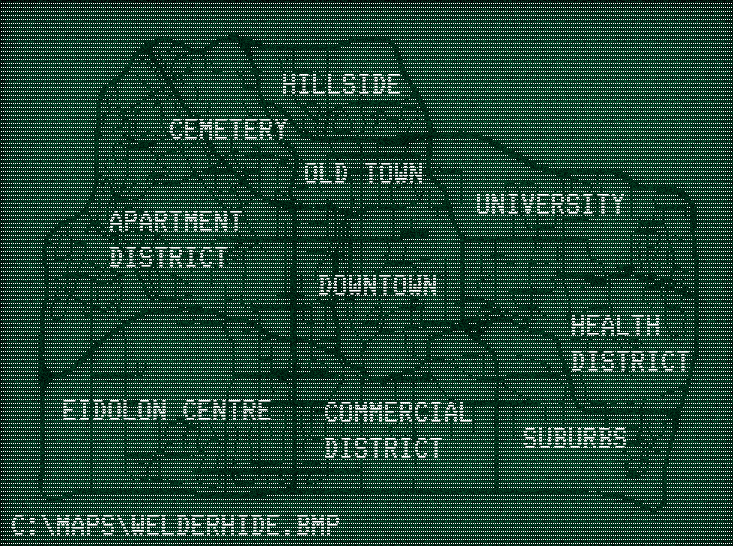 HILLSIDE
CEMETERY
OLD TOWN
UNIVERSITY
APARTMENT
DISTRICT
DOWNTOWN
HEALTH
DISTRICT
EIDOLON CENTRE
COMMERCIAL
DISTRICT
SUBURBS
C:\MAPS\WELDERHIDE.BMP